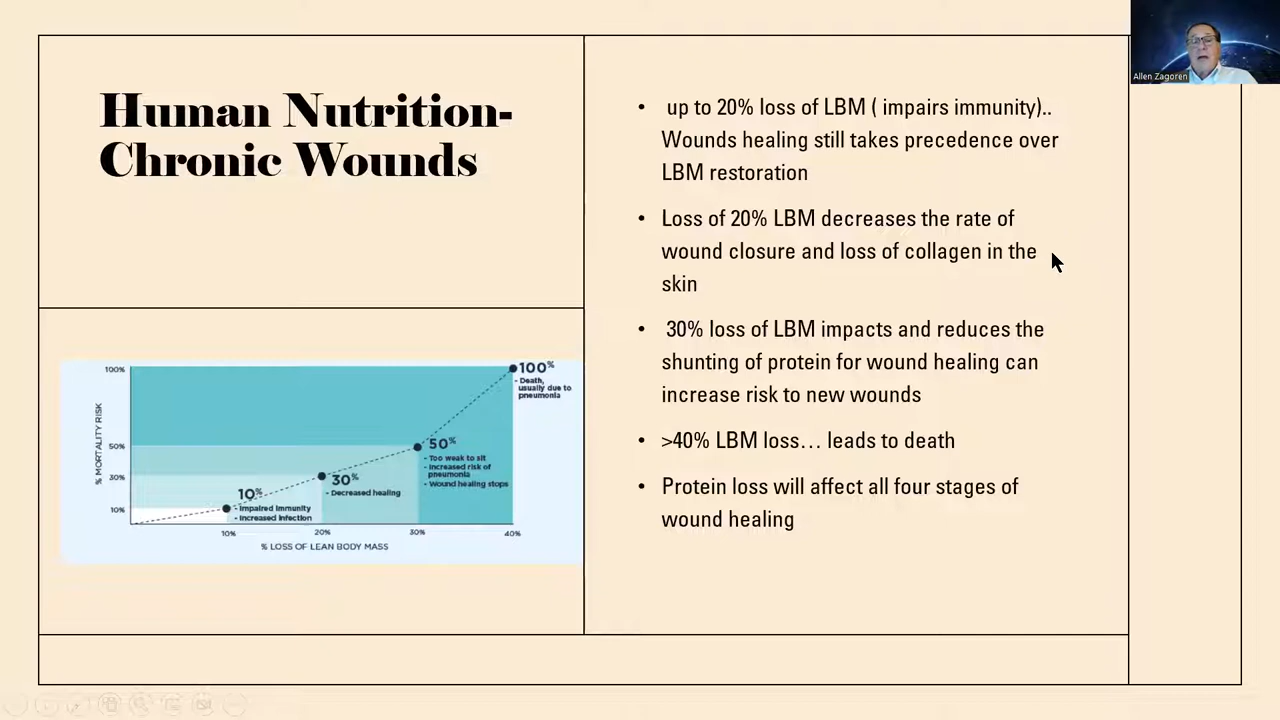 Human Nutrition-
Chronic Wounds
• up to 20% loss of LBM ( impairs immunity)..
Wounds healing still takes precedence over
LBM restoration
• Loss of 20% LBM decreases the rate of
wound closure and loss of collagen in the
skin
• 30% loss of LBM impacts and reduces the
shunting of protein for wound healing can
increase risk to new wounds
• >40% LBM loss... leads to death
• Protein loss will affect all four stages of
wound healing
% MORTALITY RISK
100%
50%
30%
10%
10%
- Impaired immunity
- Increased infection
30%
- Decreased healing
50%
- Too weak to sit
- Increased risk of
pneumonia
- Wound healing stops
100%
- Death,
usually due to
pneumonia
10%
20%
30%
40%
% LOSS OF LEAN BODY MASS
Allen Zagoren